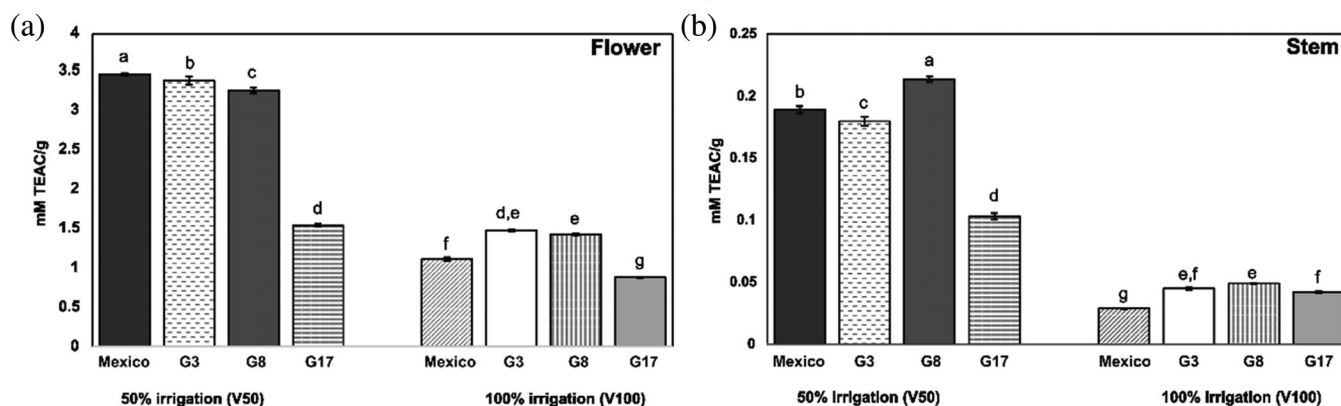 (a)
Flower
mM TEAC/g
4
3.5
3
2.5
2
1.5
1
0.5
0
a
b
c
d
f
d,e
e
g
Mexico G3 G8 G17 Mexico G3 G8 G17
50% irrigation (V50) 100% irrigation (V100)
(b)
Stem
mM TEAC/g
0.25
0.2
0.15
0.1
0.05
0
b
c
a
d
g
e,f
e
f
Mexico G3 G8 G17 Mexico G3 G8 G17
50% Irrigation (V50) 100% Irrigation (V100)